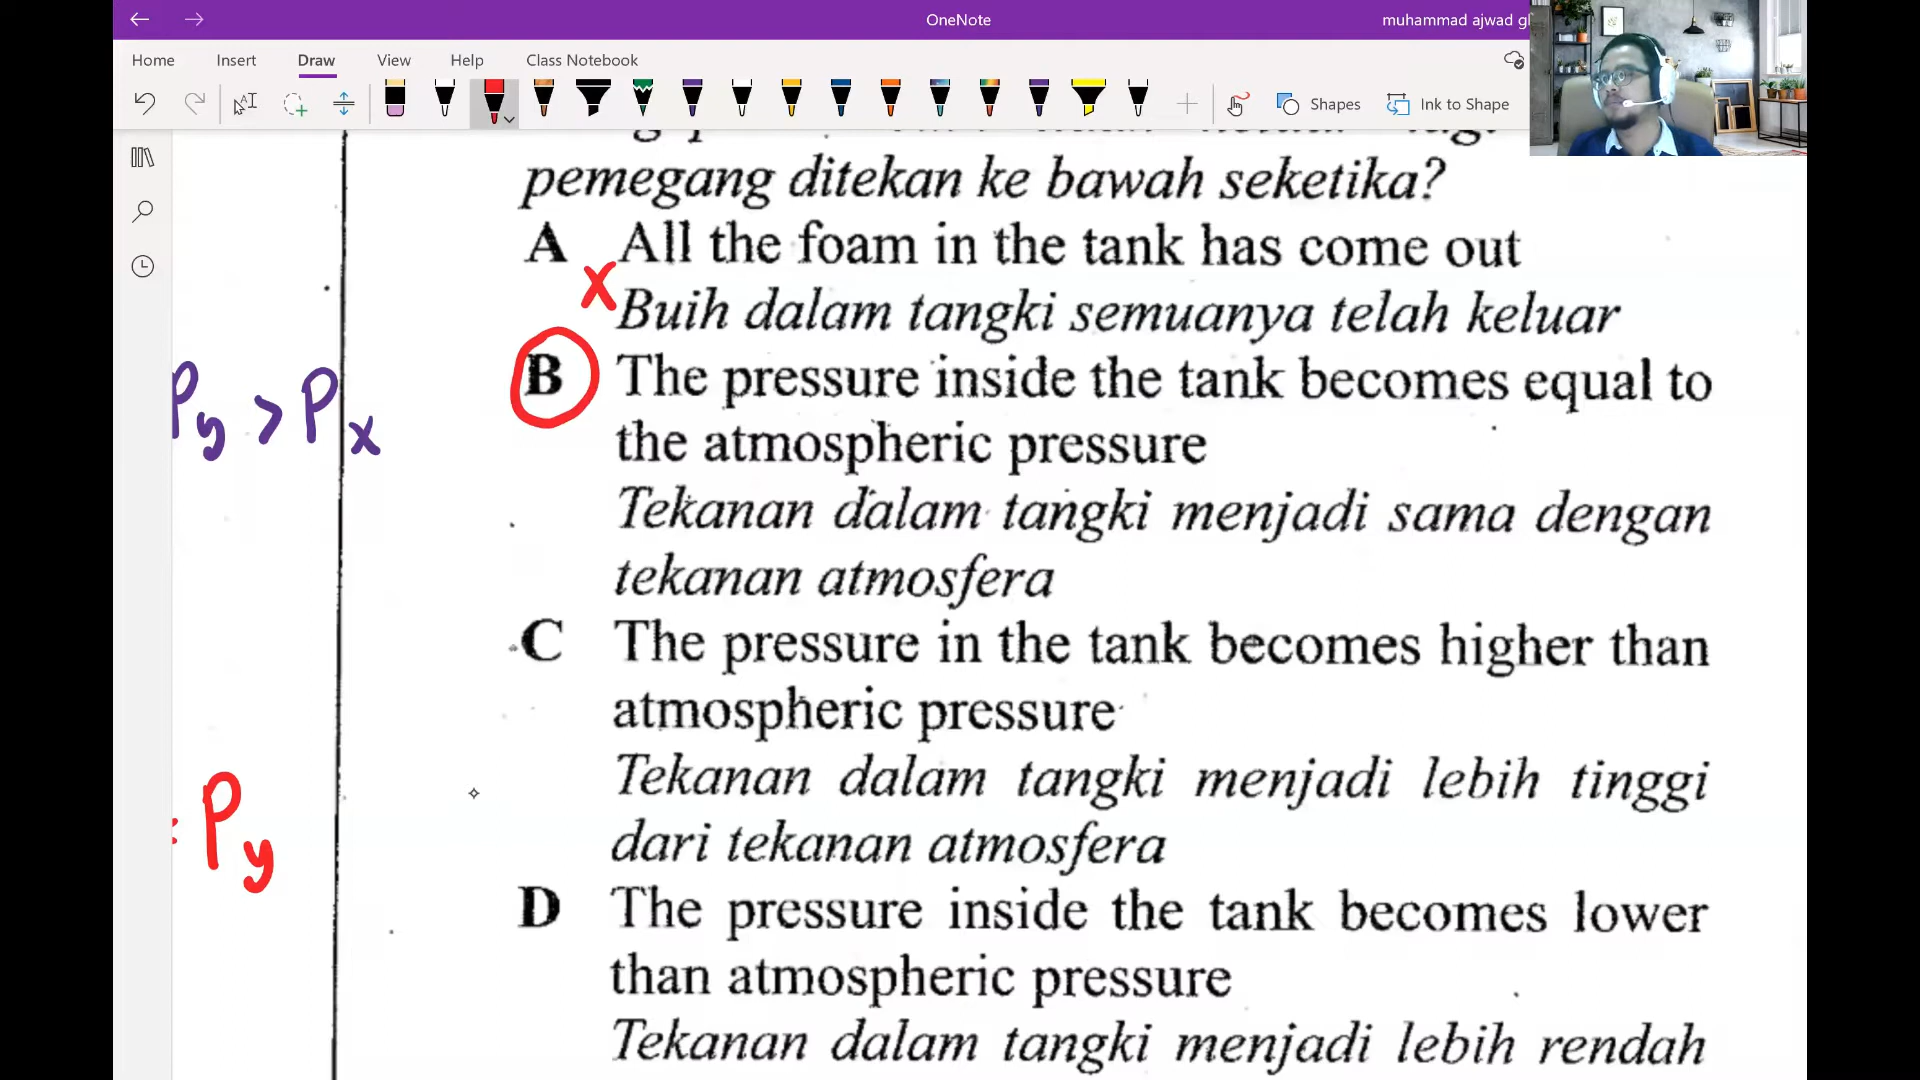 OneNote
muhammad ajwad
Home Insert Draw View Help Class Notebook
Shapes Ink to Shape
pemegang ditekan ke bawah seketika?
A All the foam in the tank has come out
X
Buih dalam tangki semuanya telah keluar
B The pressure inside the tank becomes equal to
the atmospheric pressure
Tekanan dalam tangki menjadi sama dengan
tekanan atmosfera
C The pressure in the tank becomes higher than
atmospheric pressure
Tekanan dalam tangki menjadi lebih tinggi
dari tekanan atmosfera
D The pressure inside the tank becomes lower
than atmospheric pressure
Tekanan dalam tangki menjadi lebih rendah
Py > Px
Py